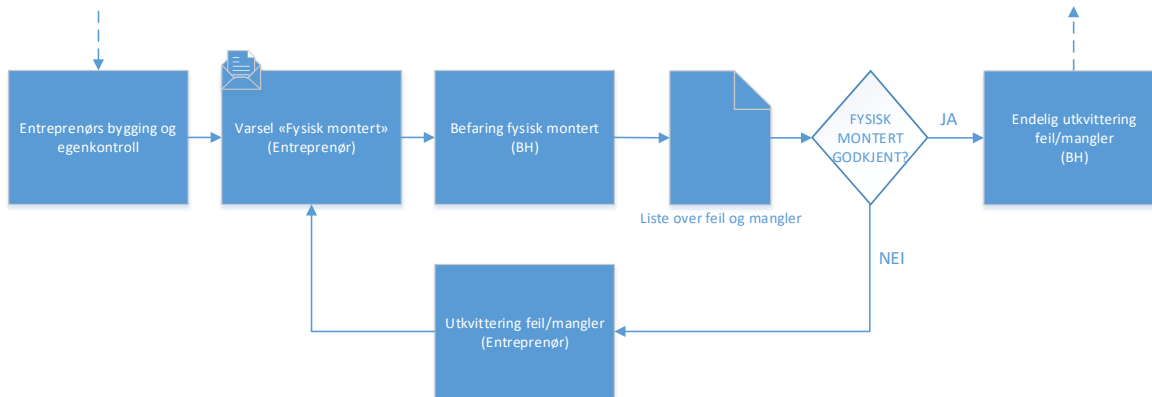 Entreprenørs bygging og
egenkontroll
Varsel «Fysisk montert»
(Entreprenør)
Befaring fysisk montert
(BH)
Liste over feil og mangler
FYSISK
MONTERT
GODKJENT?
JA
Endelig utkvittering
feil/mangler
(BH)
NEI
Utkvittering feil/mangler
(Entreprenør)